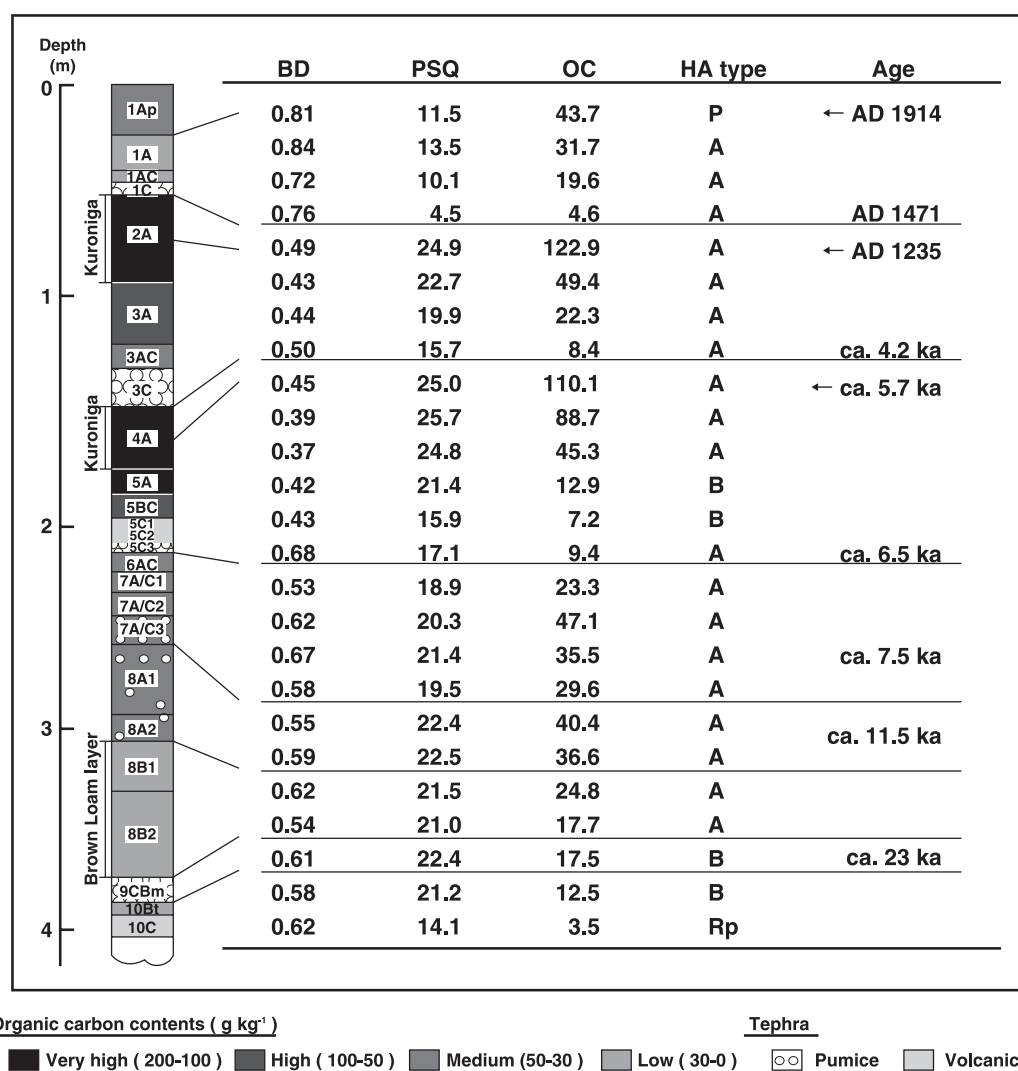 Depth
(m)
BD PSQ OC HA type Age
0
1Ap
0.81 11.5 43.7 P ← AD 1914
1A
0.84 13.5 31.7 A
1AC
0.72 10.1 19.6 A
1C
0.76 4.5 4.6 A AD 1471
Kuroniga
2A
0.49 24.9 122.9 A ← AD 1235
0.43 22.7 49.4 A
1
3A
0.44 19.9 22.3 A
3AC
0.50 15.7 8.4 A ca. 4.2 ka
3C
0.45 25.0 110.1 A ← ca. 5.7 ka
Kuroniga
4A
0.39 25.7 88.7 A
0.37 24.8 45.3 A
5A
0.42 21.4 12.9 B
5BC
0.43 15.9 7.2 B
2
5C1
5C2
5C3
0.68 17.1 9.4 A ca. 6.5 ka
6AC
7A/C1
0.53 18.9 23.3 A
7A/C2
0.62 20.3 47.1 A
7A/C3
0.67 21.4 35.5 A ca. 7.5 ka
8A1
0.58 19.5 29.6 A
8A2
0.55 22.4 40.4 A
ca. 11.5 ka
3
0.59 22.5 36.6 A
Brown Loam layer
8B1
0.62 21.5 24.8 A
8B2
0.54 21.0 17.7 A
0.61 22.4 17.5 B ca. 23 ka
9CBm
0.58 21.2 12.5 B
10Bt
10C
0.62 14.1 3.5 Rp
4
Organic carbon contents ( g kg⁻¹ ) Tephra
Very high ( 200-100 ) High ( 100-50 ) Medium (50-30 ) Low ( 30-0 ) Pumice Volcanic